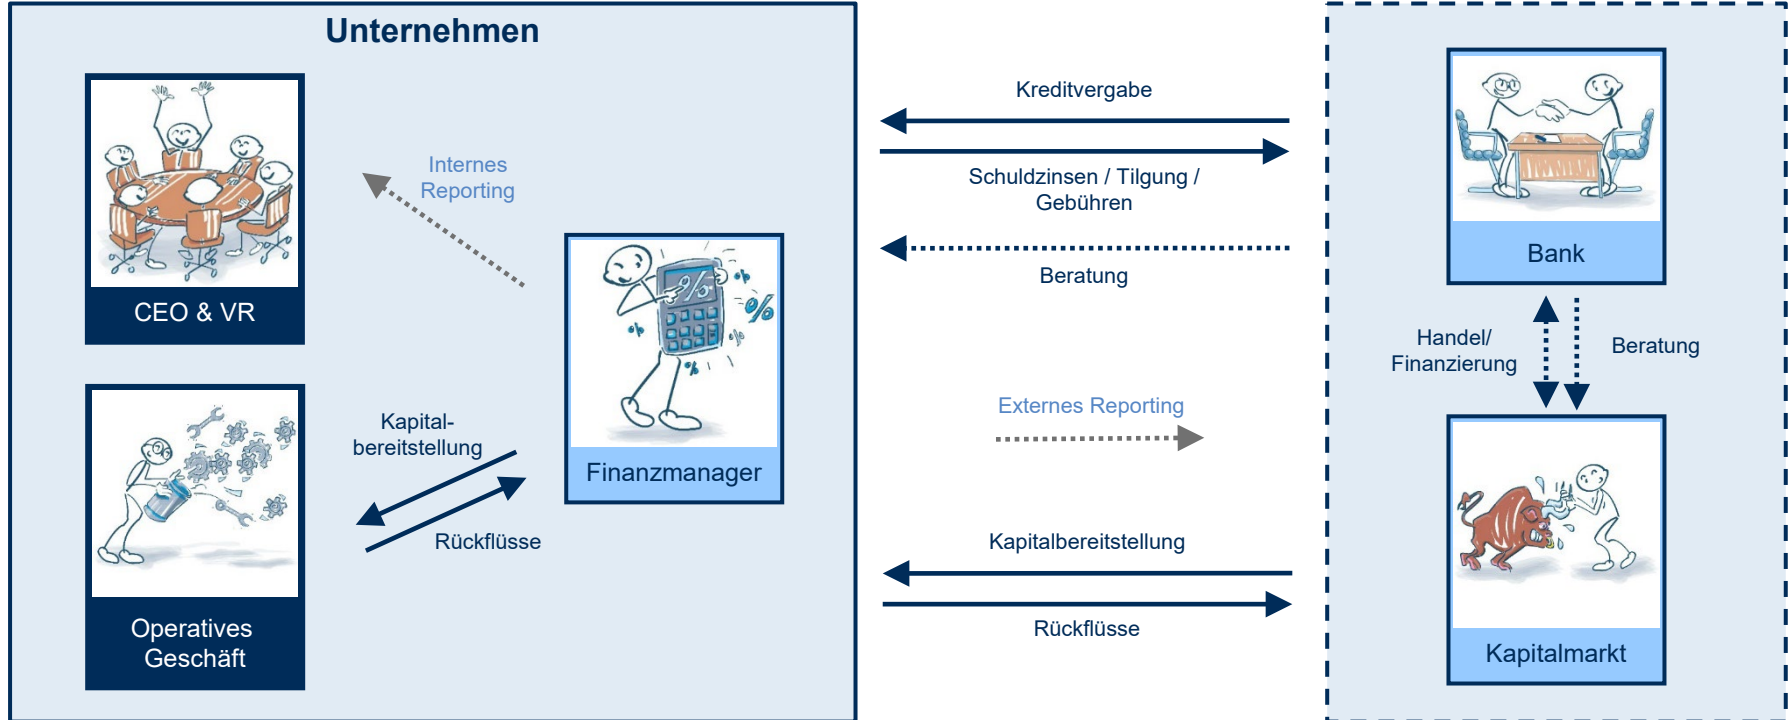 Unternehmen
CEO & VR
Internes
Reporting
%
%
%
%
%
%
Finanzmanager
Kapital-
bereitstellung
Rückflüsse
Operatives
Geschäft
Kreditvergabe
Schuldzinsen / Tilgung /
Gebühren
Beratung
Externes Reporting
Kapitalbereitstellung
Rückflüsse
Bank
Handel/
Finanzierung
Beratung
Kapitalmarkt